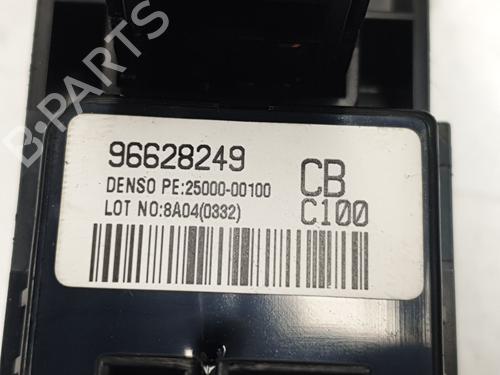 B-PARTS
96628249
CB
DENSO PE:25000-00100
C100
LOT NO:8A04(0332)